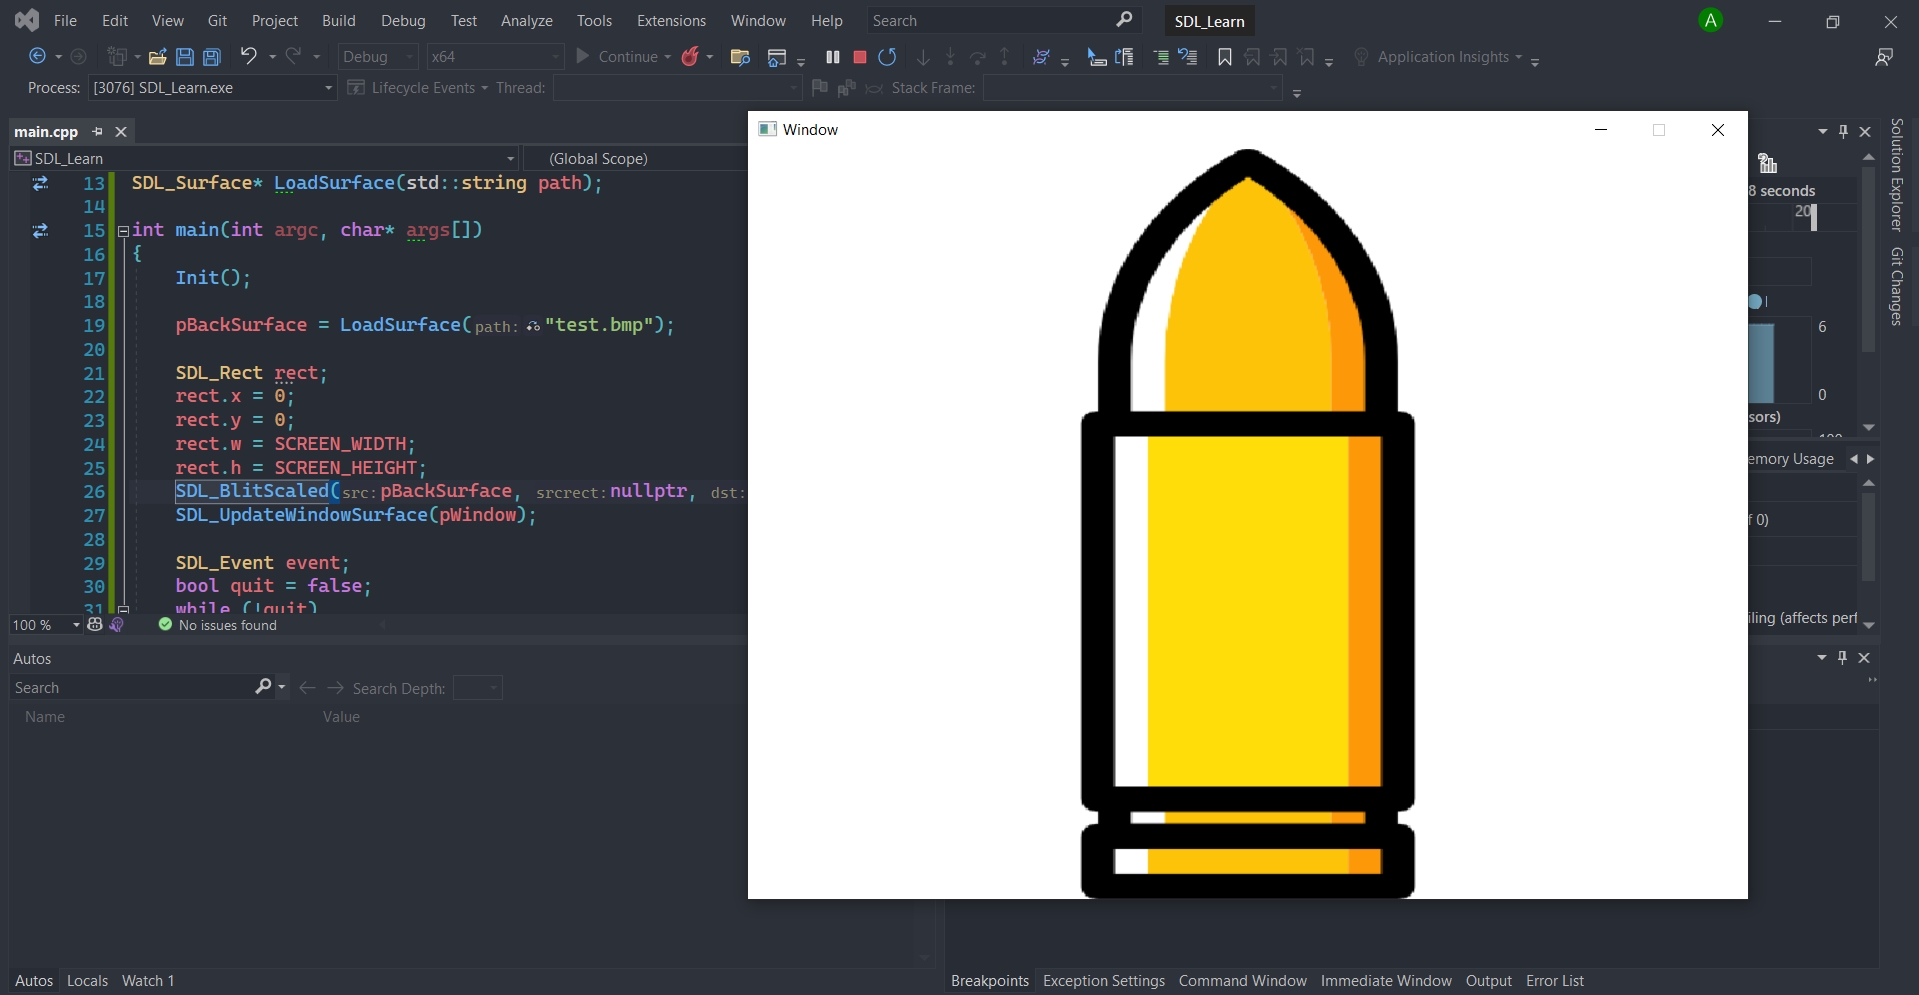 File Edit View Git Project Build Debug Test Analyze Tools Extensions Window Help Search SDL_Learn A
Debug x64 Continue Application Insights
Process: [3076] SDL_Learn.exe Lifecycle Events Thread: Stack Frame:
main.cpp
SDL_Learn (Global Scope)
13 SDL_Surface* LoadSurface(std::string path);
14
15 int main(int argc, char* args[])
16 {
17 Init();
18
19 pBackSurface = LoadSurface(path: "test.bmp");
20
21 SDL_Rect rect;
22 rect.x = 0;
23 rect.y = 0;
24 rect.w = SCREEN_WIDTH;
25 rect.h = SCREEN_HEIGHT;
26 SDL_BlitScaled(src: pBackSurface, srcrect: nullptr, dst:
27 SDL_UpdateWindowSurface(pWindow);
28
29 SDL_Event event;
30 bool quit = false;
31 while (!quit)
100 % No issues found
Window
8 seconds
20
6
0
sors)
100
emory Usage
f 0)
iling (affects perf
Solution Explorer
Git Changes
Autos
Search Search Depth:
Name Value
Autos Locals Watch 1
Breakpoints Exception Settings Command Window Immediate Window Output Error List